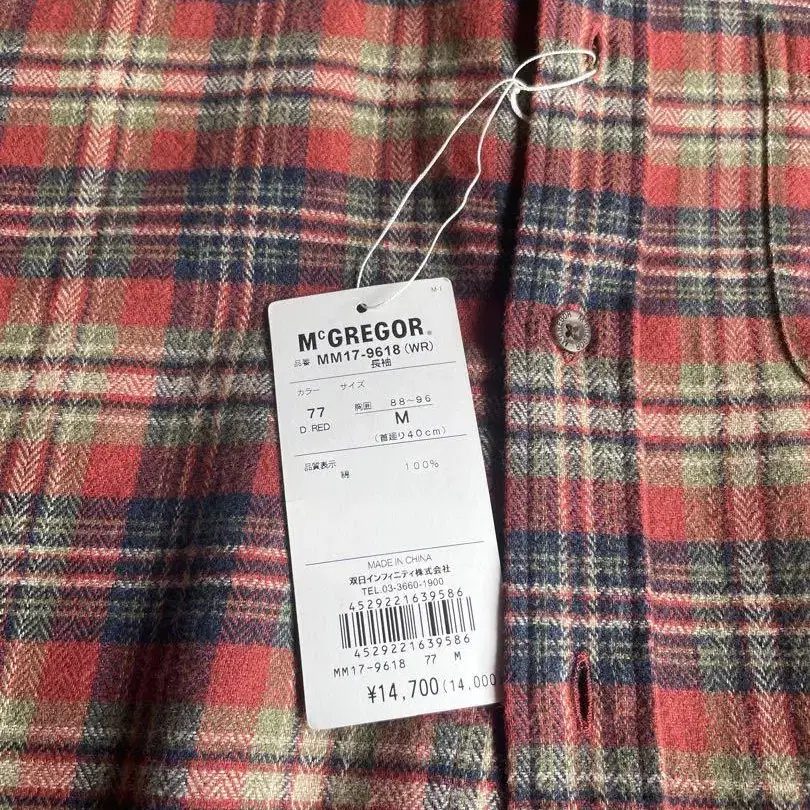 M-1
McGREGOR®
品番 MM17-9618 (WR)
長袖
カラー サイズ
77 胸囲 88~96
D.RED M
(首廻り40cm)
品質表示
綿 100%
MADE IN CHINA
双日インフィニティ株式会社
TEL.03-3660-1900
4529221639586
4529221639586
MM17-9618 77 M
¥14,700(14,000